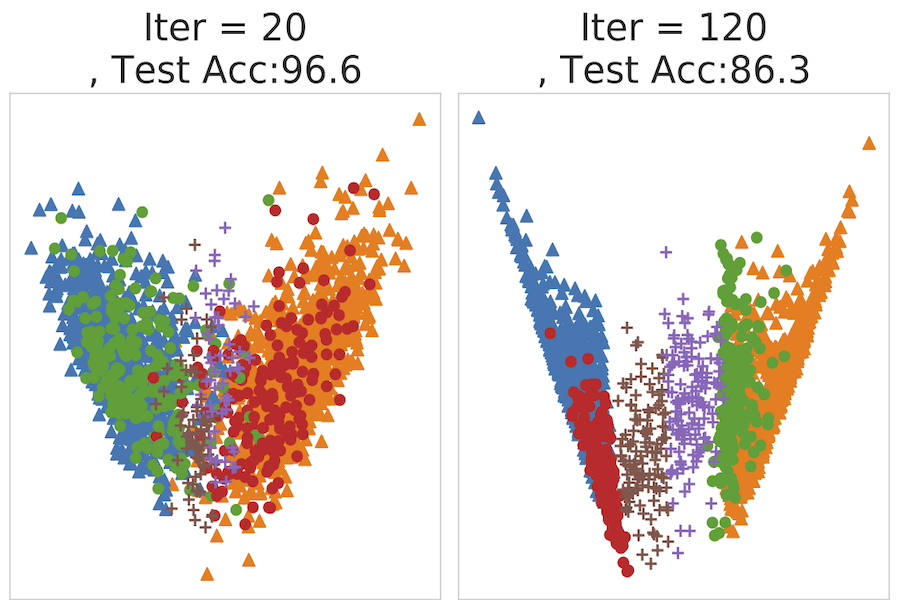 Iter = 20
, Test Acc:96.6
Iter = 120
, Test Acc:86.3